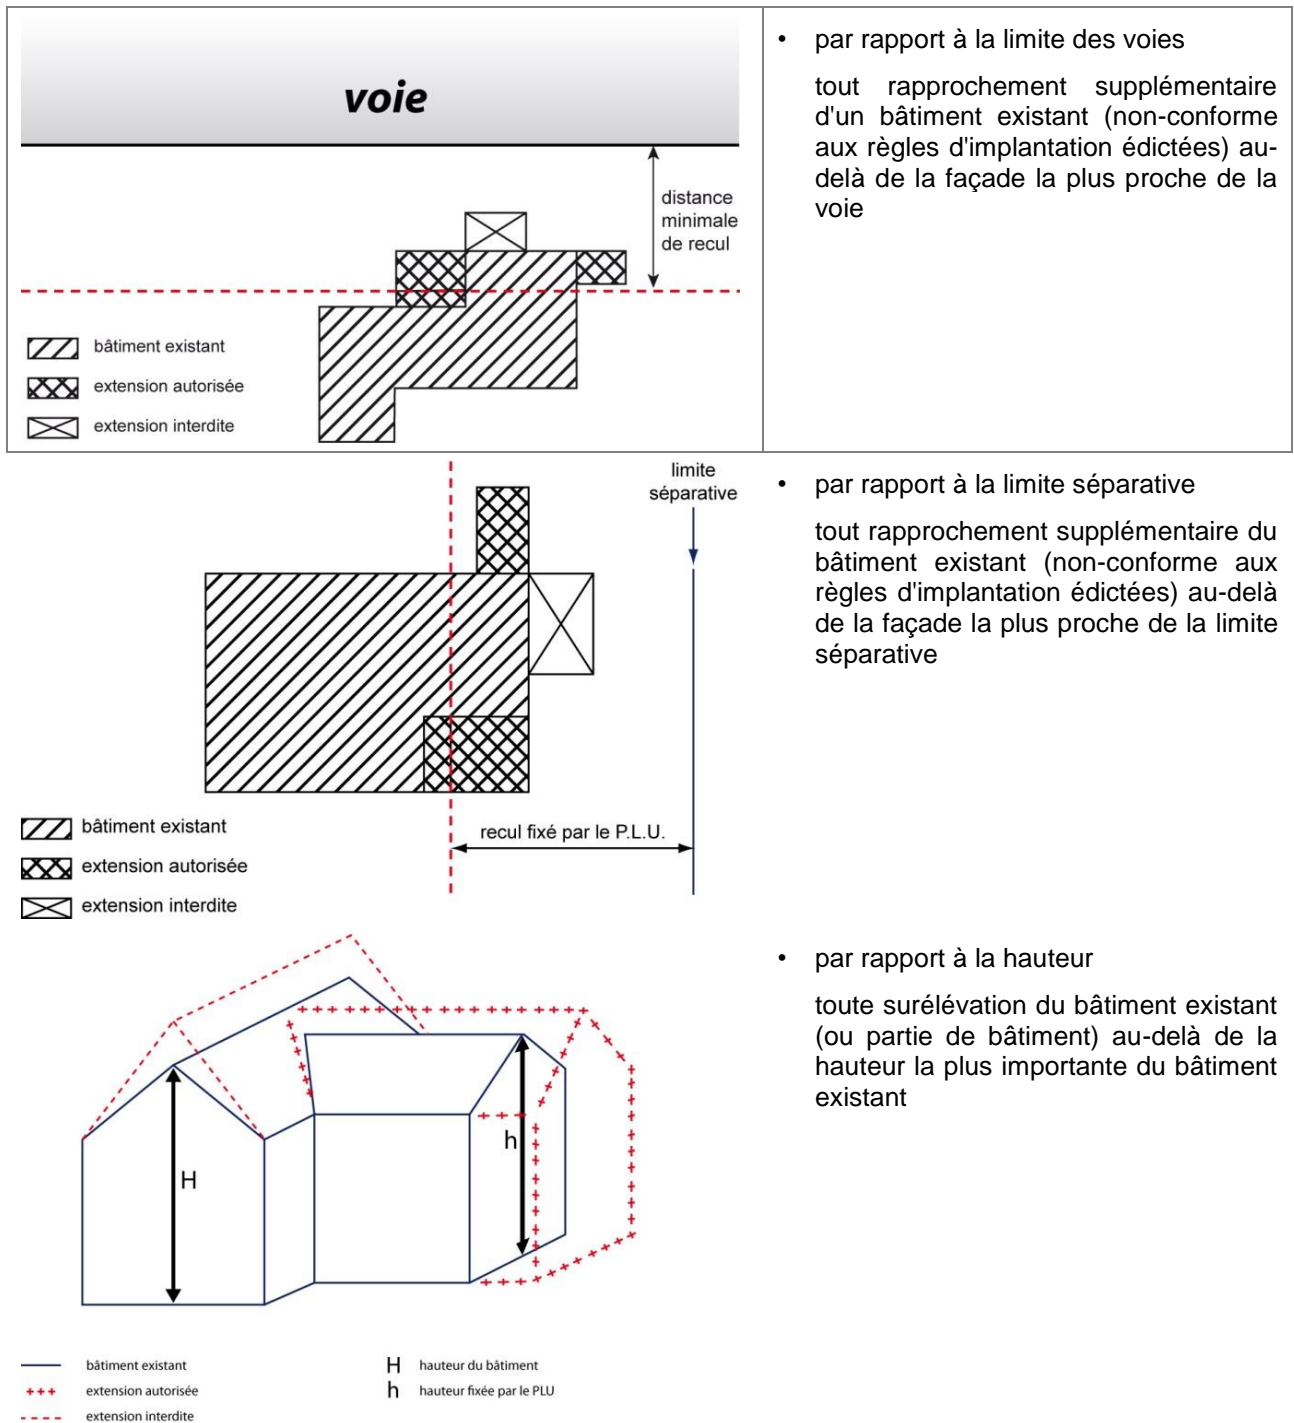 voie
distance
minimale
de recul
bâtiment existant
extension autorisée
extension interdite
• par rapport à la limite des voies
tout rapprochement supplémentaire
d'un bâtiment existant (non-conforme
aux règles d'implantation édictées) au-
delà de la façade la plus proche de la
voie
limite
séparative
recul fixé par le P.L.U.
bâtiment existant
extension autorisée
extension interdite
• par rapport à la limite séparative
tout rapprochement supplémentaire du
bâtiment existant (non-conforme aux
règles d'implantation édictées) au-delà
de la façade la plus proche de la limite
séparative
H
h
bâtiment existant
extension autorisée
extension interdite
H hauteur du bâtiment
h hauteur fixée par le PLU
• par rapport à la hauteur
toute surélévation du bâtiment existant
(ou partie de bâtiment) au-delà de la
hauteur la plus importante du bâtiment
existant